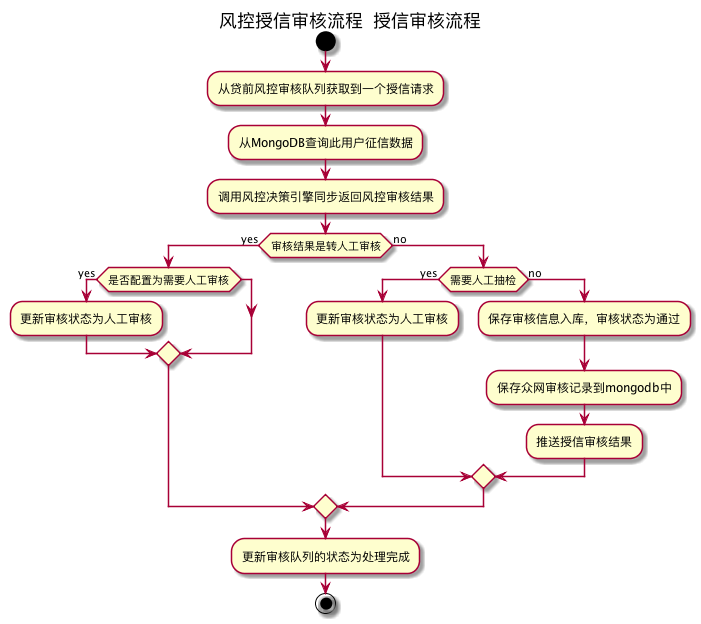 风控授信审核流程 授信审核流程
从贷前风控审核队列获取到一个授信请求
从MongoDB查询此用户征信数据
调用风控决策引擎同步返回风控审核结果
yes
审核结果是转人工审核
no
yes
是否配置为需要人工审核
更新审核状态为人工审核
yes
需要人工抽检
no
更新审核状态为人工审核
保存审核信息入库，审核状态为通过
保存众网审核记录到mongodb中
推送授信审核结果
更新审核队列的状态为处理完成